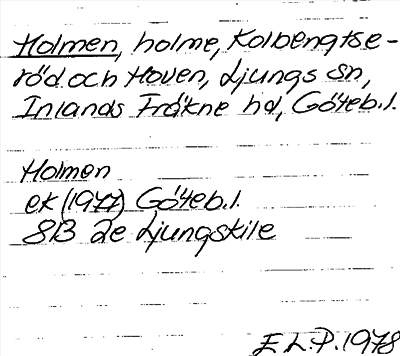 Holmen, holme, Kolbengtse-
röd och Hoven, Ljungs sn,
Inlands Fräkne hd, Göteb.l.
Holmen
ek (1977) Göteb.l.
8B 2e Ljungskile
E.L.P. 1978